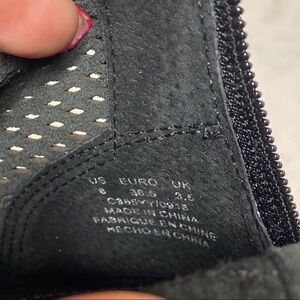 US EURO UK
6 36.5 3.5
MADE IN CHINA
FABRIQUE EN CHINE
HECHO EN CHINA